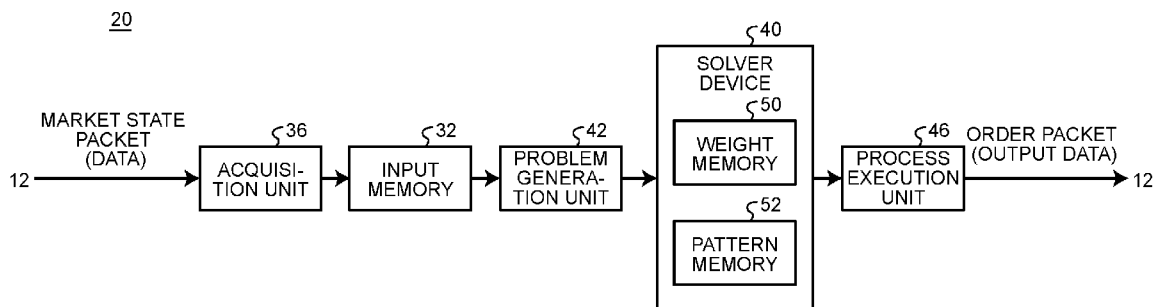 20
40
SOLVER
DEVICE
MARKET STATE
PACKET
(DATA)
36
32
42
50
46
ORDER PACKET
(OUTPUT DATA)
12
ACQUISI-
TION UNIT
INPUT
MEMORY
PROBLEM
GENERA-
TION UNIT
WEIGHT
MEMORY
PROCESS
EXECUTION
UNIT
12
52
PATTERN
MEMORY